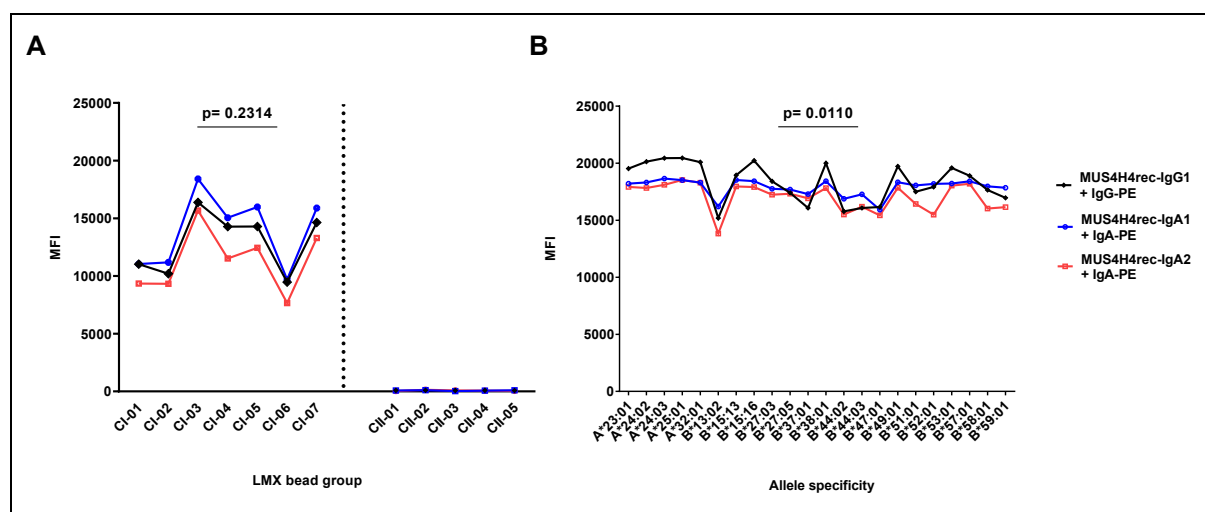 A
B
25000
20000
15000
10000
5000
0
MFI
p= 0.2314
CI-01
CI-02
CI-03
CI-04
CI-05
CI-06
CI-07
CII-01
CII-02
CII-03
CII-04
CII-05
LMX bead group
25000
20000
15000
10000
5000
0
MFI
p= 0.0110
A*23:01
A*24:02
A*24:03
A*25:01
A*32:01
B*13:02
B*15:13
B*15:16
B*27:03
B*27:05
B*37:01
B*38:01
B*44:02
B*44:03
B*47:01
B*49:01
B*51:01
B*52:01
B*53:01
B*57:01
B*58:01
B*59:01
Allele specificity
MUS4H4rec-IgG1
+ IgG-PE
MUS4H4rec-IgA1
+ IgA-PE
MUS4H4rec-IgA2
+ IgA-PE